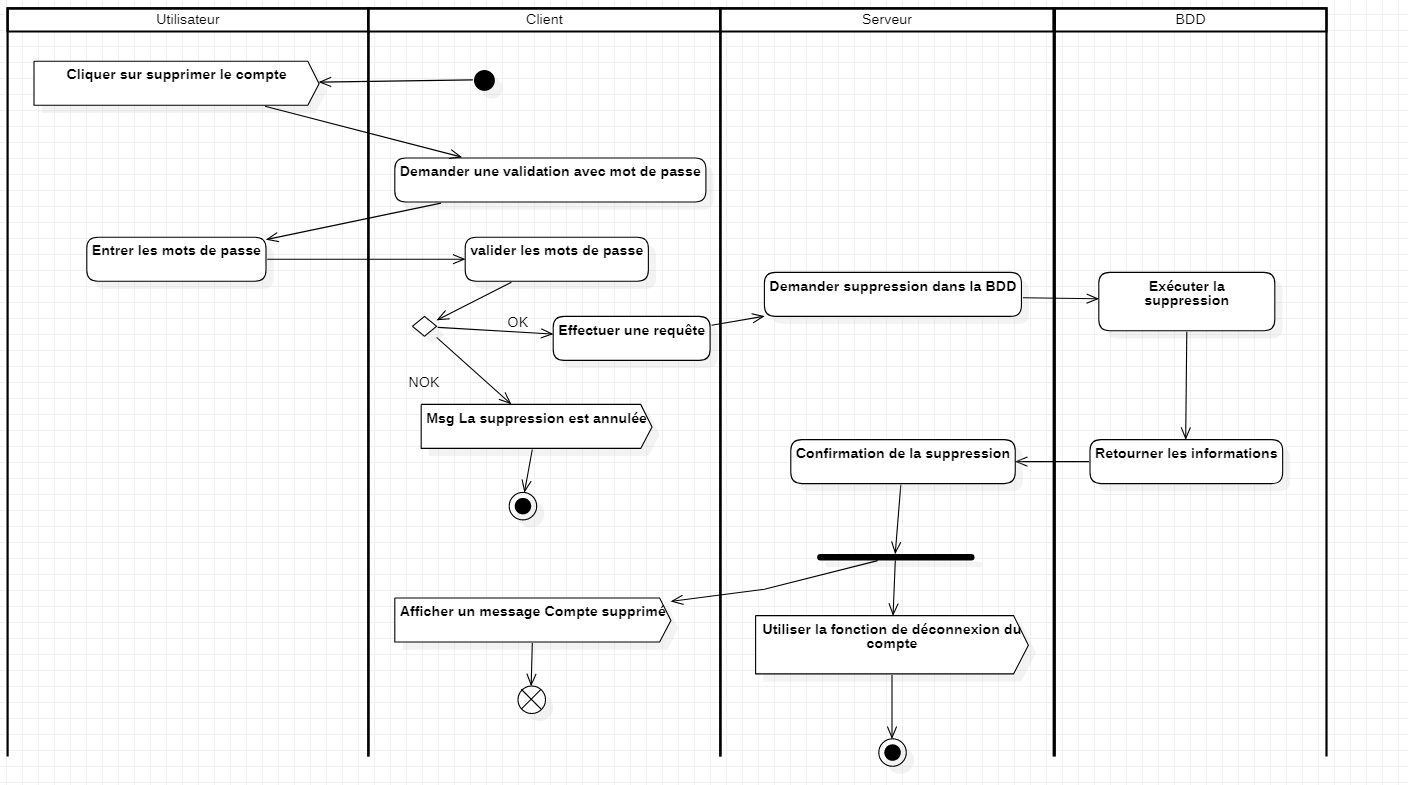 Utilisateur
Client
Serveur
BDD
Cliquer sur supprimer le compte
Demander une validation avec mot de passe
Entrer les mots de passe
valider les mots de passe
Demander suppression dans la BDD
Exécuter la
suppression
OK
Effectuer une requête
NOK
Msg La suppression est annulée
Confirmation de la suppression
Retourner les informations
Afficher un message Compte supprimé
Utiliser la fonction de déconnexion du
compte